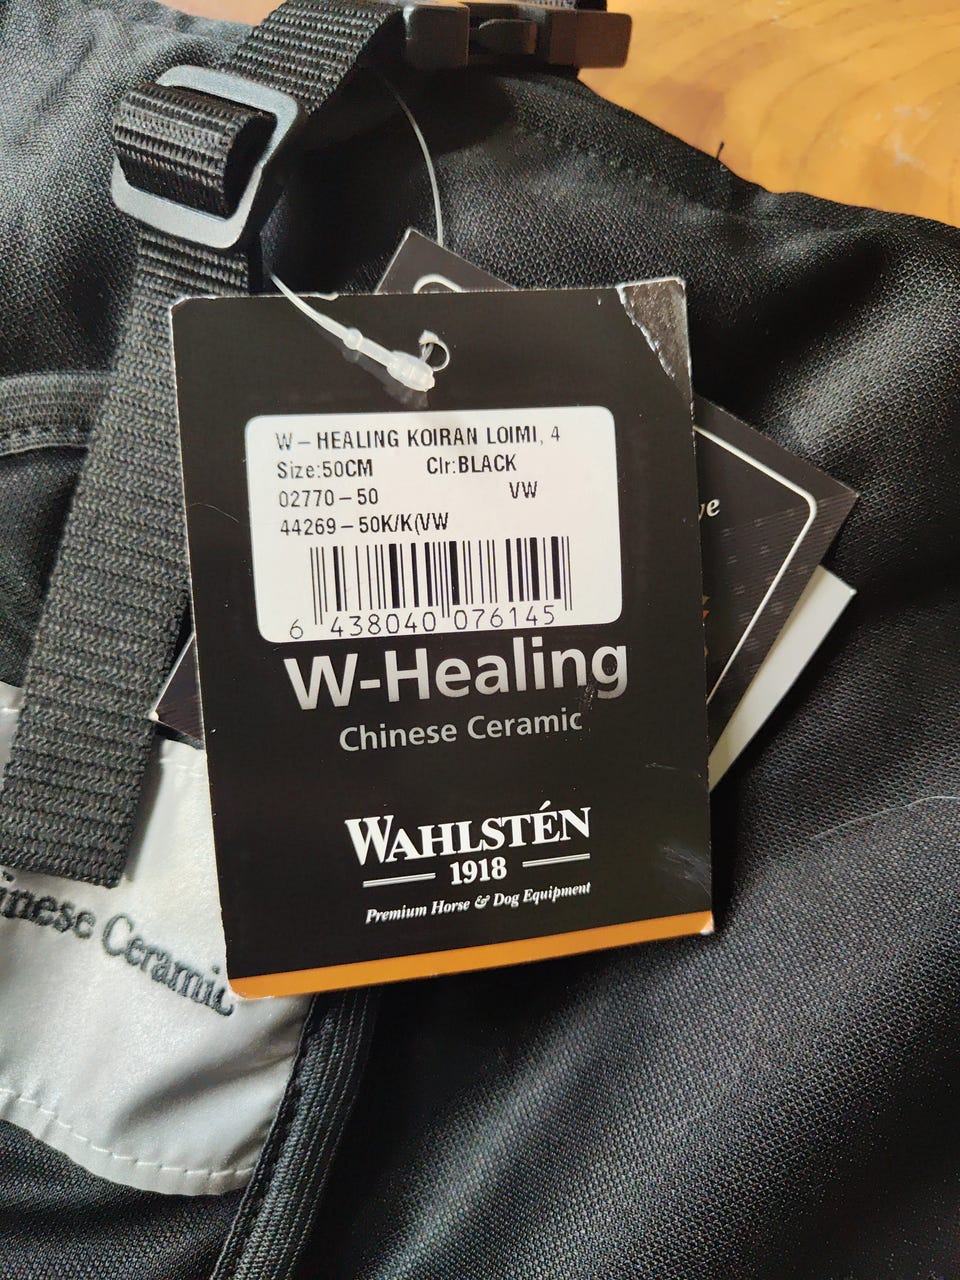 W-HEALING KOIRAN LOIMI, 4
Size:50CM Clr:BLACK
02770-50 VW
44269-50K/K(VW
6 438040 076145
W-Healing
Chinese Ceramic
WAHLSTÉN
1918
Premium Horse & Dog Equipment
Ceramic